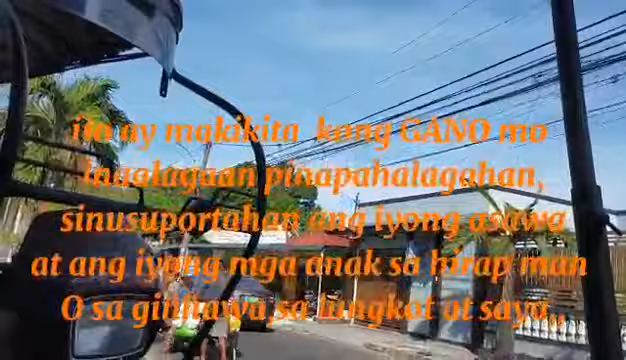 ay makikita kong GANO mo
inaalagaan pinapahalagahan,
sinusuportahan ang iyong asawa
at ang iyong mga anak sa hirap man
O sa ginhawa,sa lungkot at saya,,